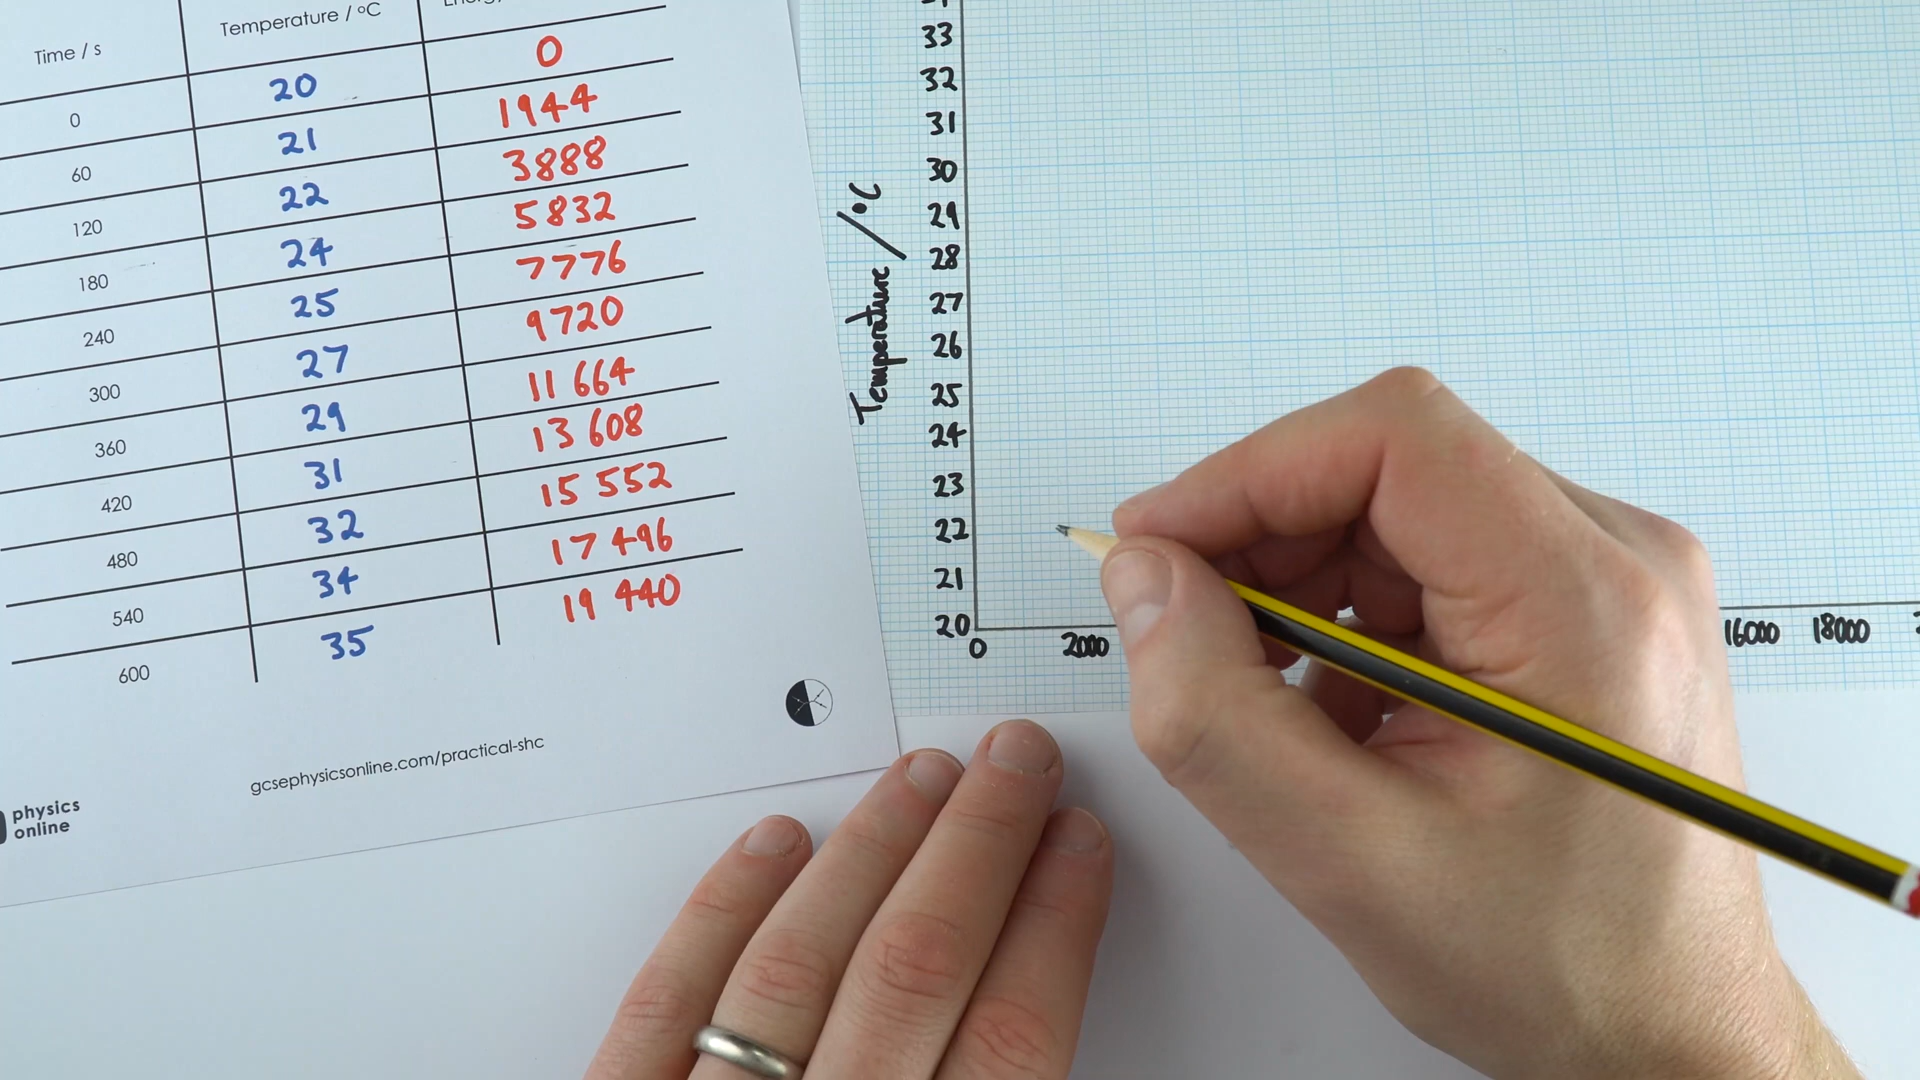 Time / s Temperature / °C
0 20 0
60 21 1944
120 22 3888
180 24 5832
240 25 7776
300 27 9720
360 29 11 664
420 31 13 608
480 32 15 552
540 34 17 496
600 35 19 440
gcsephysicsonline.com/practical-shc
physics
online
Temperature / °C
33
32
31
30
29
28
27
26
25
24
23
22
21
20
0 2000 16000 18000